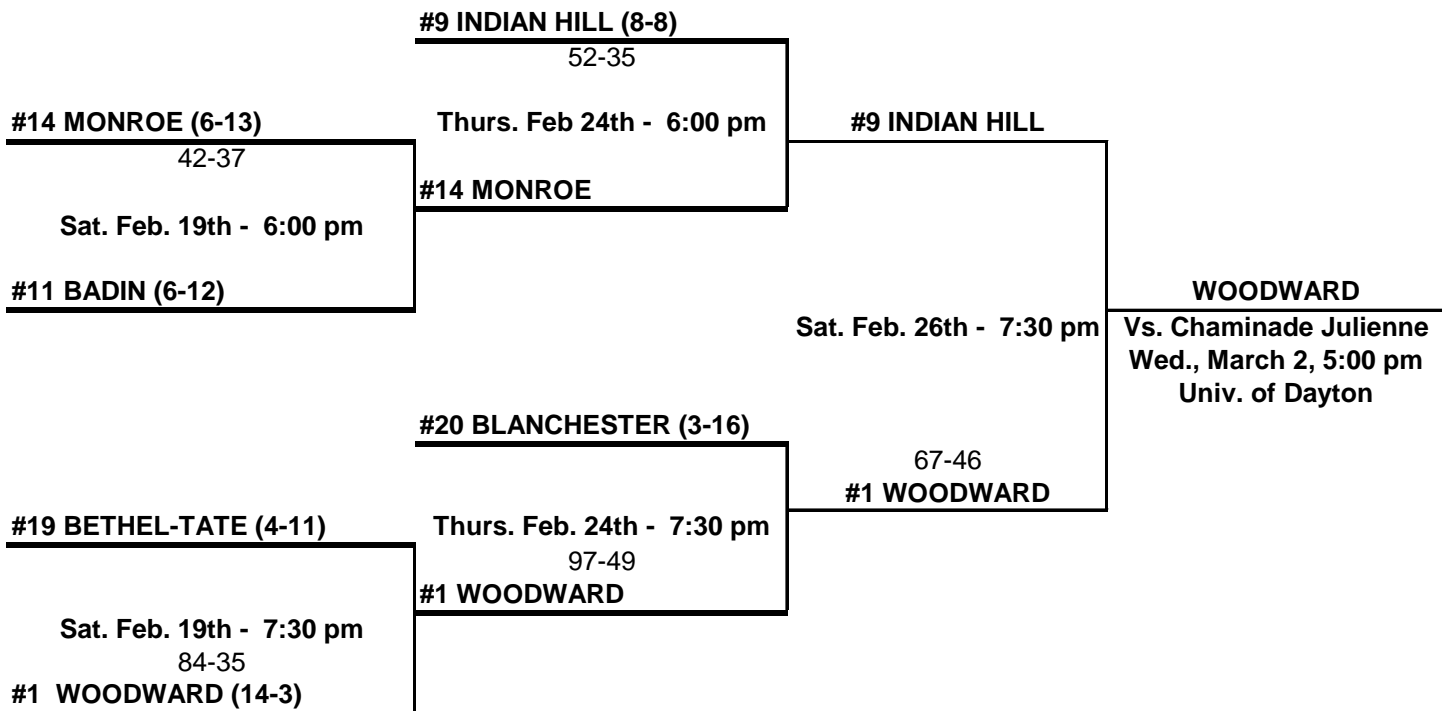 #9 INDIAN HILL (8-8)
52-35
#14 MONROE (6-13)
Thurs. Feb 24th - 6:00 pm
#9 INDIAN HILL
42-37
#14 MONROE
Sat. Feb. 19th - 6:00 pm
#11 BADIN (6-12)
WOODWARD
Sat. Feb. 26th - 7:30 pm
Vs. Chaminade Julienne
Wed., March 2, 5:00 pm
Univ. of Dayton
#20 BLANCHESTER (3-16)
67-46
#1 WOODWARD
#19 BETHEL-TATE (4-11)
Thurs. Feb. 24th - 7:30 pm
97-49
#1 WOODWARD
Sat. Feb. 19th - 7:30 pm
84-35
#1 WOODWARD (14-3)